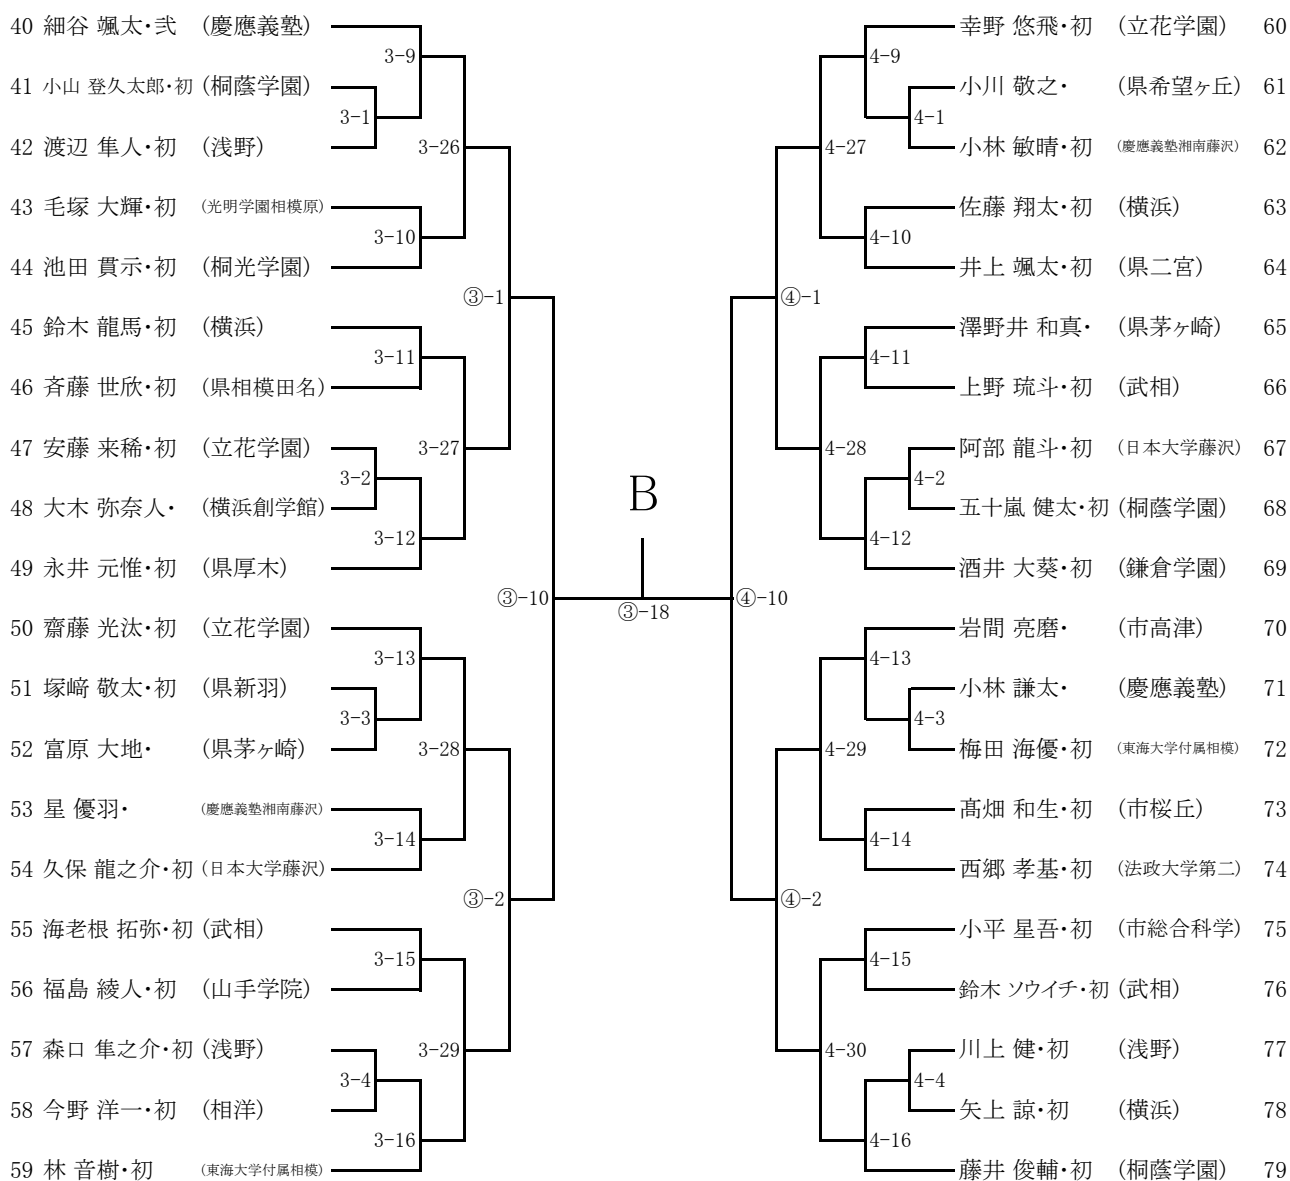 40 細谷 颯太・弐 (慶應義塾)
3-9
41 小山 登久太郎・初 (桐蔭学園)
3-1
42 渡辺 隼人・初 (浅野)
3-26
43 毛塚 大輝・初 (光明学園相模原)
3-10
44 池田 貫示・初 (桐光学園)
③-1
45 鈴木 龍馬・初 (横浜)
3-11
46 斉藤 世欣・初 (県相模田名)
47 安藤 来稀・初 (立花学園)
3-27
3-2
48 大木 弥奈人・ (横浜創学館)
3-12
49 永井 元惟・初 (県厚木)
③-10
50 齋藤 光汰・初 (立花学園)
3-13
51 塚﨑 敬太・初 (県新羽)
3-3
52 富原 大地・ (県茅ヶ崎)
3-28
53 星 優羽・ (慶應義塾湘南藤沢)
3-14
54 久保 龍之介・初 (日本大学藤沢)
③-2
55 海老根 拓弥・初 (武相)
3-15
56 福島 綾人・初 (山手学院)
57 森口 隼之介・初 (浅野)
3-29
3-4
58 今野 洋一・初 (相洋)
3-16
59 林 音樹・初 (東海大学付属相模)
B
③-18
幸野 悠飛・初 (立花学園) 60
4-9
小川 敬之・ (県希望ヶ丘) 61
4-1
小林 敏晴・初 (慶應義塾湘南藤沢) 62
4-27
佐藤 翔太・初 (横浜) 63
4-10
井上 颯太・初 (県二宮) 64
④-1
澤野井 和真・ (県茅ヶ崎) 65
4-11
上野 琉斗・初 (武相) 66
阿部 龍斗・初 (日本大学藤沢) 67
4-28
4-2
五十嵐 健太・初 (桐蔭学園) 68
4-12
酒井 大葵・初 (鎌倉学園) 69
④-10
岩間 亮磨・ (市高津) 70
4-13
小林 謙太・ (慶應義塾) 71
4-3
梅田 海優・初 (東海大学付属相模) 72
4-29
髙畑 和生・初 (市桜丘) 73
4-14
西郷 孝基・初 (法政大学第二) 74
④-2
小平 星吾・初 (市総合科学) 75
4-15
鈴木 ソウイチ・初 (武相) 76
川上 健・初 (浅野) 77
4-30
4-4
矢上 諒・初 (横浜) 78
4-16
藤井 俊輔・初 (桐蔭学園) 79